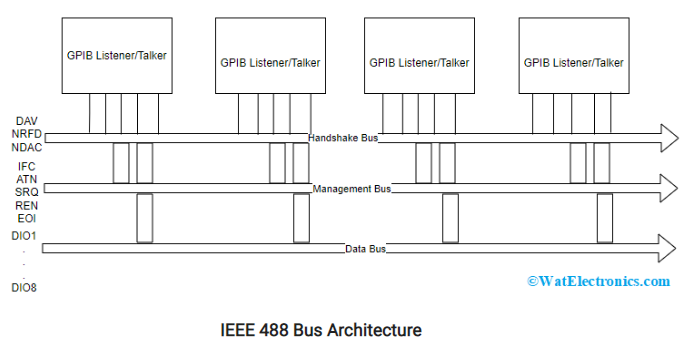 GPIB Listener/Talker
GPIB Listener/Talker
GPIB Listener/Talker
GPIB Listener/Talker
DAV
NRFD
NDAC
Handshake Bus
IFC
ATN
SRQ
REN
EOI
Management Bus
DIO1
.
.
.
DIO8
Data Bus
©WatElectronics.com
IEEE 488 Bus Architecture